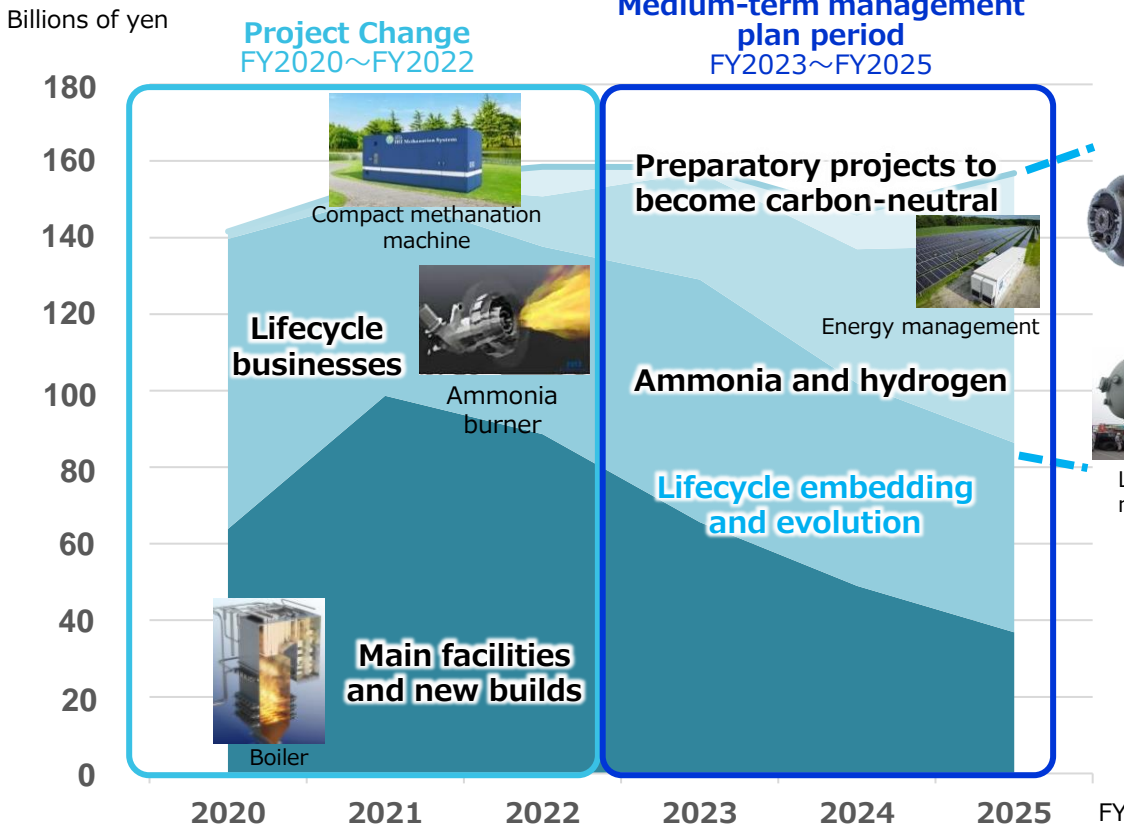 Billions of yen
Project Change
FY2020～FY2022
Medium-term management
plan period
FY2023～FY2025
180
160
140
120
100
80
60
40
20
0
Compact methanation
machine
Preparatory projects to
become carbon-neutral
Energy management
Lifecycle
businesses
Ammonia
burner
Ammonia and hydrogen
Lifecycle embedding
and evolution
Main facilities
and new builds
Boiler
2020
2021
2022
2023
2024
2025
FY